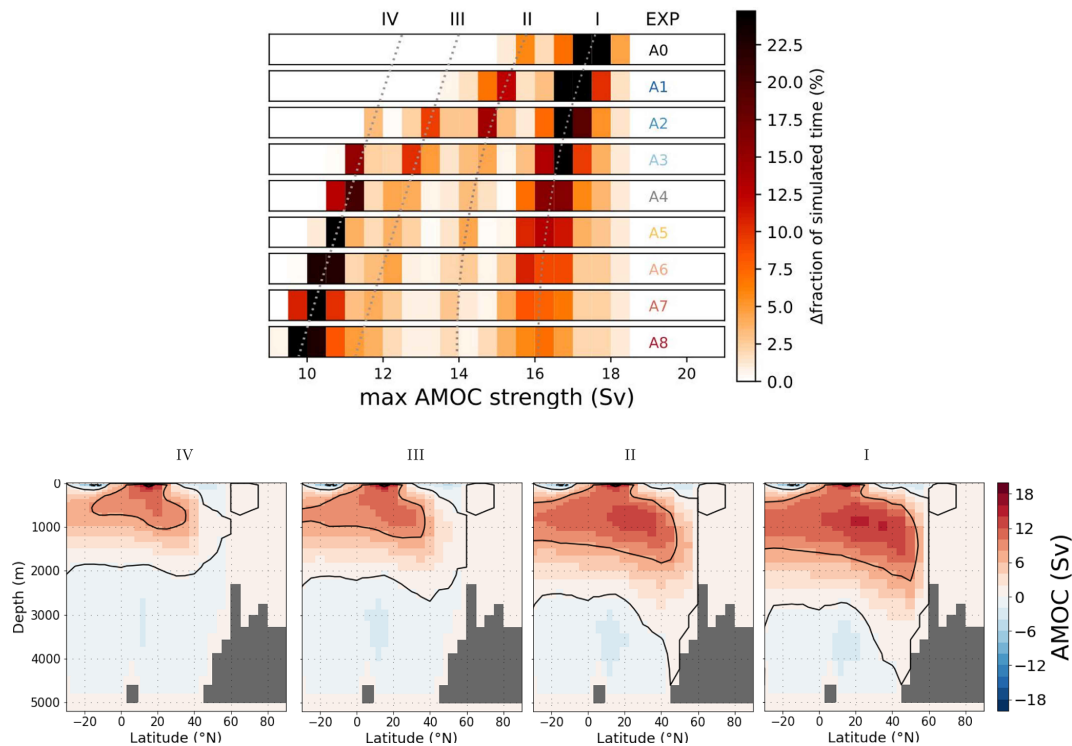 IV III II I EXP
A0
A1
A2
A3
A4
A5
A6
A7
A8
10 12 14 16 18 20
max AMOC strength (Sv)
22.5
20.0
17.5
15.0
12.5
10.0
7.5
5.0
2.5
0.0
Δfraction of simulated time (%)
IV III II I
0
1000
2000
3000
4000
5000
Depth (m)
−20 0 20 40 60 80
Latitude (°N)
−20 0 20 40 60 80
Latitude (°N)
−20 0 20 40 60 80
Latitude (°N)
−20 0 20 40 60 80
Latitude (°N)
18
12
6
0
−6
−12
−18
AMOC (Sv)